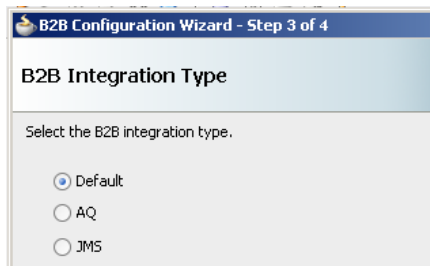 B2B Configuration Wizard - Step 3 of 4
B2B Integration Type
Select the B2B integration type.
Default
AQ
JMS